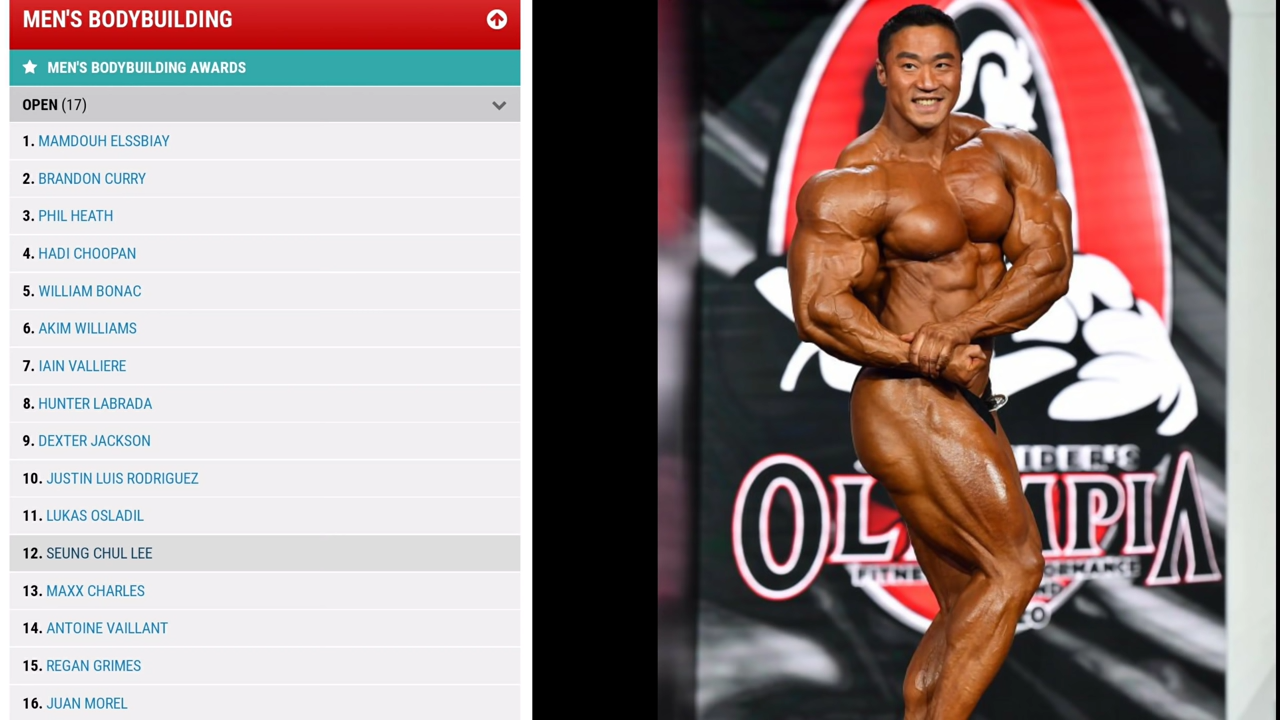 MEN'S BODYBUILDING
MEN'S BODYBUILDING AWARDS
OPEN (17)
1. MAMDOUH ELSSBIAY
2. BRANDON CURRY
3. PHIL HEATH
4. HADI CHOOPAN
5. WILLIAM BONAC
6. AKIM WILLIAMS
7. IAIN VALLIERE
8. HUNTER LABRADA
9. DEXTER JACKSON
10. JUSTIN LUIS RODRIGUEZ
11. LUKAS OSLADIL
12. SEUNG CHUL LEE
13. MAXX CHARLES
14. ANTOINE VAILLANT
15. REGAN GRIMES
16. JUAN MOREL